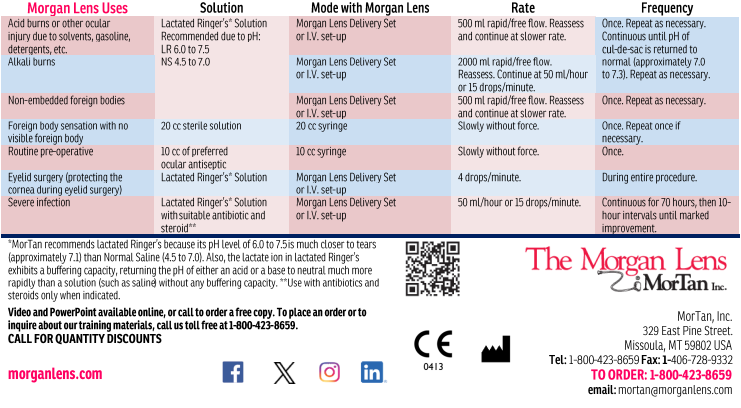 Morgan Lens Uses Solution Mode with Morgan Lens Rate Frequency
Acid burns or other ocular
injury due to solvents, gasoline,
detergents, etc.
Lactated Ringer's* Solution
Recommended due to pH:
LR 6.0 to 7.5
NS 4.5 to 7.0
Morgan Lens Delivery Set
or I.V. set-up
500 ml rapid/free flow. Reassess
and continue at slower rate.
Once. Repeat as necessary.
Continuous until pH of
cul-de-sac is returned to
normal (approximately 7.0
to 7.3). Repeat as necessary.
Alkali burns
Morgan Lens Delivery Set
or I.V. set-up
2000 ml rapid/free flow.
Reassess. Continue at 50 ml/hour
or 15 drops/minute.
Non-embedded foreign bodies
Morgan Lens Delivery Set
or I.V. set-up
500 ml rapid/free flow. Reassess
and continue at slower rate.
Once. Repeat as necessary.
Foreign body sensation with no
visible foreign body
20 cc sterile solution
20 cc syringe
Slowly without force.
Once. Repeat once if
necessary.
Routine pre-operative
10 cc of preferred
ocular antiseptic
10 cc syringe
Slowly without force.
Once.
Eyelid surgery (protecting the
cornea during eyelid surgery)
Lactated Ringer's* Solution
Morgan Lens Delivery Set
or I.V. set-up
4 drops/minute.
During entire procedure.
Severe infection
Lactated Ringer's* Solution
with suitable antibiotic and
steroid**
Morgan Lens Delivery Set
or I.V. set-up
50 ml/hour or 15 drops/minute.
Continuous for 70 hours, then 10-
hour intervals until marked
improvement.
*MorTan recommends lactated Ringer's because its pH level of 6.0 to 7.5 is much closer to tears
(approximately 7.1) than Normal Saline (4.5 to 7.0). Also, the lactate ion in lactated Ringer's
exhibits a buffering capacity, returning the pH of either an acid or a base to neutral much more
rapidly than a solution (such as saline) without any buffering capacity. **Use with antibiotics and
steroids only when indicated.
Video and PowerPoint available online, or call to order a free copy. To place an order or to
inquire about our training materials, call us toll free at 1-800-423-8659.
CALL FOR QUANTITY DISCOUNTS
morganlens.com
CE
0413
The Morgan Lens
MorTan Inc.
MorTan, Inc.
329 East Pine Street.
Missoula, MT 59802 USA
Tel: 1-800-423-8659 Fax: 1-406-728-9332
TO ORDER: 1-800-423-8659
email: mortan@morganlens.com